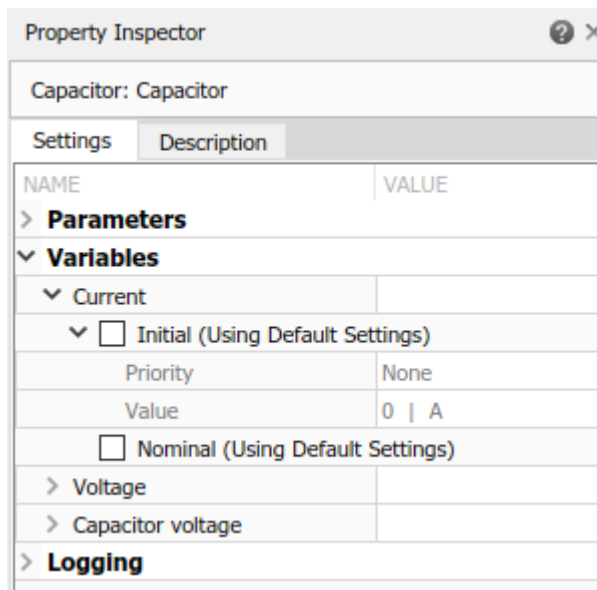 Property Inspector
Capacitor: Capacitor
Settings Description
NAME VALUE
Parameters
Variables
Current
Initial (Using Default Settings)
Priority None
Value 0 | A
Nominal (Using Default Settings)
Voltage
Capacitor voltage
Logging